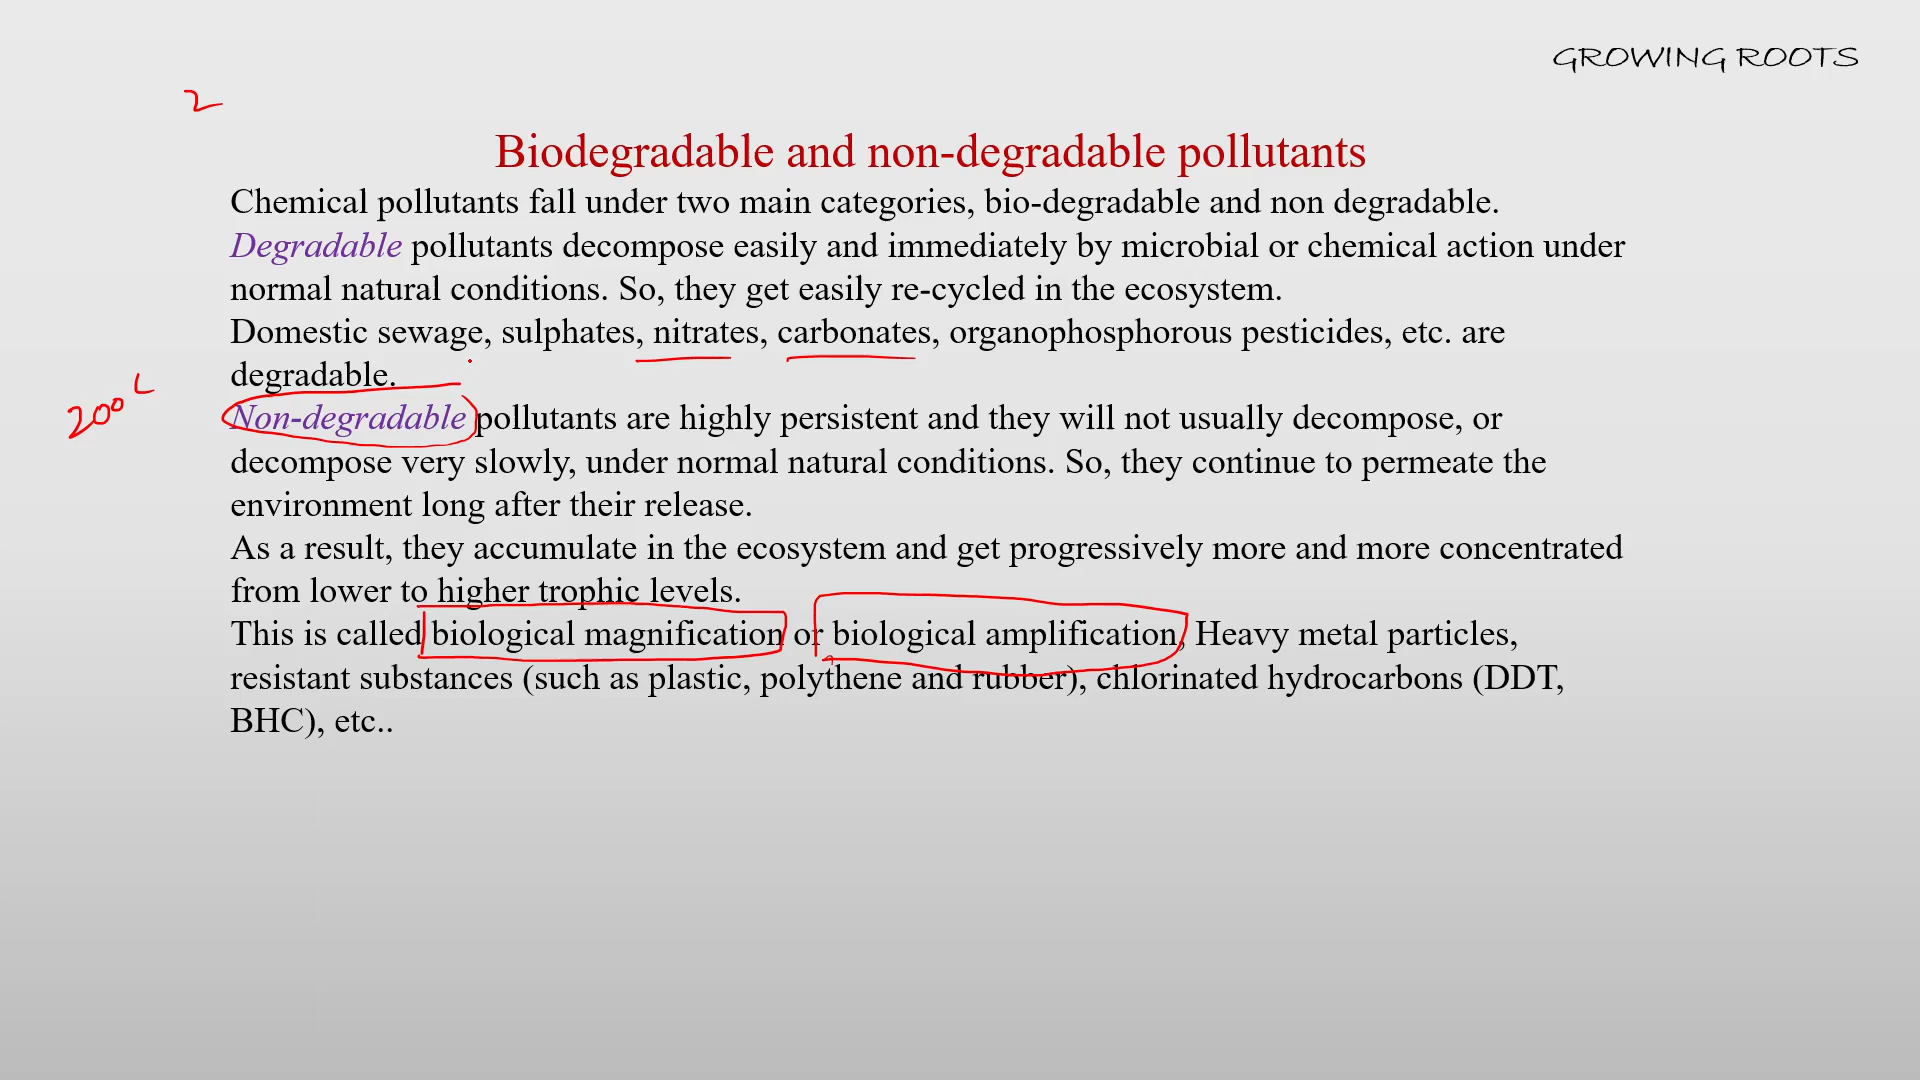 GROWING ROOTS
2
Biodegradable and non-degradable pollutants
Chemical pollutants fall under two main categories, bio-degradable and non degradable.
Degradable pollutants decompose easily and immediately by microbial or chemical action under
normal natural conditions. So, they get easily re-cycled in the ecosystem.
Domestic sewage, sulphates, nitrates, carbonates, organophosphorous pesticides, etc. are
degradable.
200
Non-degradable pollutants are highly persistent and they will not usually decompose, or
decompose very slowly, under normal natural conditions. So, they continue to permeate the
environment long after their release.
As a result, they accumulate in the ecosystem and get progressively more and more concentrated
from lower to higher trophic levels.
This is called biological magnification or biological amplification, Heavy metal particles,
resistant substances (such as plastic, polythene and rubber), chlorinated hydrocarbons (DDT,
BHC), etc..